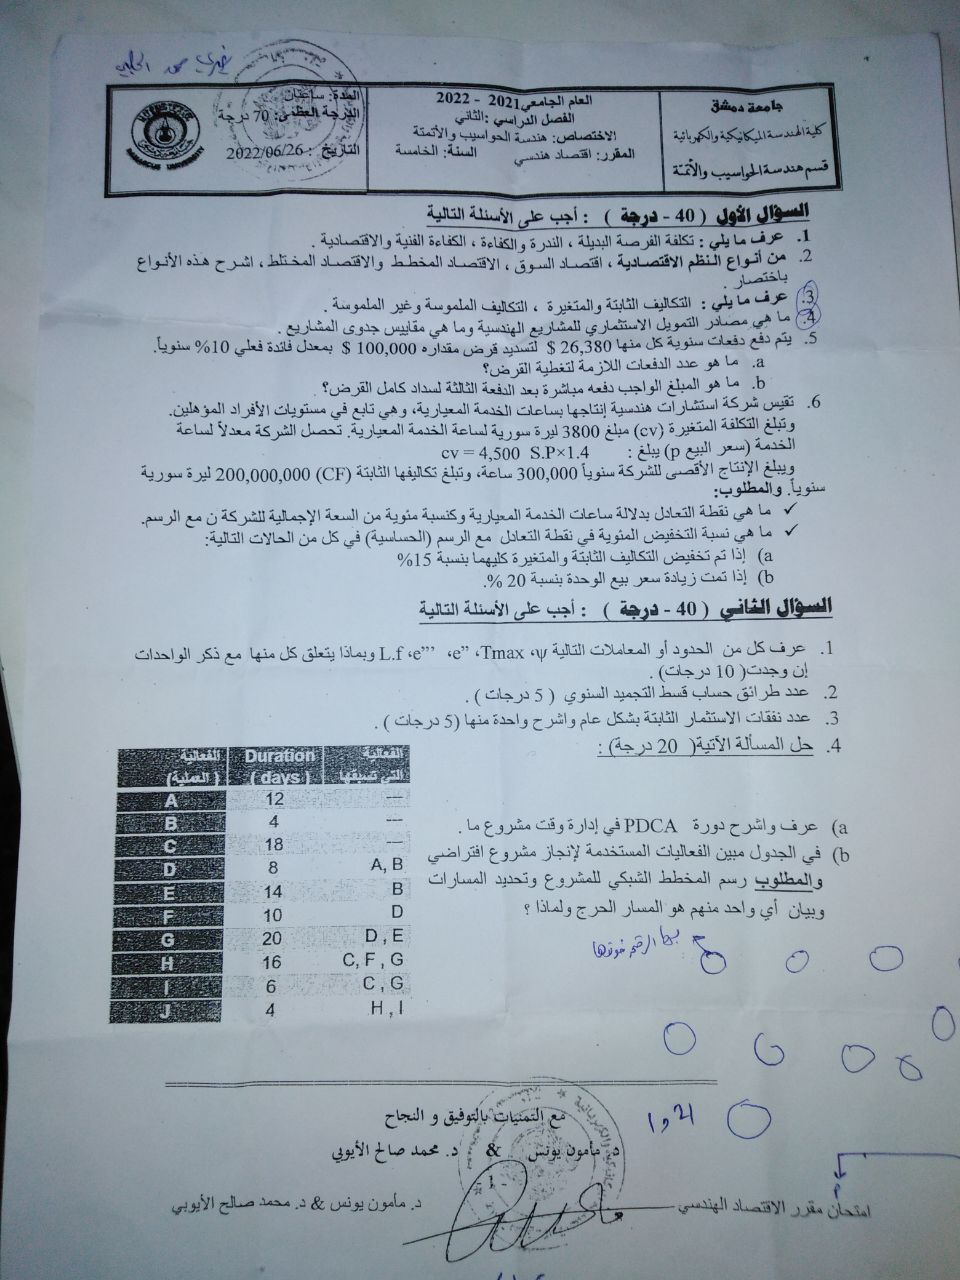 جامعة دمشق
كلية الهندسة الميكانيكية والكهربائية
قسم هندسة الحواسيب والأتمتة
العام الجامعي 2021 - 2022
الفصل الدراسي : الثاني
الاختصاص: هندسة الحواسيب والأتمتة
المقرر: اقتصاد هندسي السنة: الخامسة
المدة: ساعتان
الدرجة العظمى: 70 درجة
التاريخ : 2022/06/26
DAMASCUS UNIVERSITY
السؤال الأول ( 40 - درجة ) : أجب على الأسئلة التالية
1. عرف ما يلي : تكلفة الفرصة البديلة ، الندرة والكفاءة ، الكفاءة الفنية والاقتصادية .
2. من أنواع النظم الاقتصادية ، اقتصاد السوق ، الاقتصاد المخطط والاقتصاد المختلط ، اشرح هذه الأنواع
باختصار .
3. عرف ما يلي : التكاليف الثابتة والمتغيرة ، التكاليف الملموسة وغير الملموسة .
4. ما هي مصادر التمويل الاستثماري للمشاريع الهندسية وما هي مقاييس جدوى المشاريع .
5. يتم دفع دفعات سنوية كل منها 26,380 $ لتسديد قرض مقداره 100,000 $ بمعدل فائدة فعلي 10% سنوياً.
a. ما هو عدد الدفعات اللازمة لتغطية القرض؟
b. ما هو المبلغ الواجب دفعه مباشرة بعد الدفعة الثالثة لسداد كامل القرض؟
6. تقيس شركة استشارات هندسية إنتاجها بساعات الخدمة المعيارية، وهي تابع في مستويات الأفراد المؤهلين.
وتبلغ التكلفة المتغيرة (cv) مبلغ 3800 ليرة سورية لساعة الخدمة المعيارية. تحصل الشركة معدلاً لساعة
الخدمة (سعر البيع p) يبلغ : cv = 4,500 S.P×1.4
ويبلغ الإنتاج الأقصى للشركة سنوياً 300,000 ساعة، وتبلغ تكاليفها الثابتة (CF) 200,000,000 ليرة سورية
سنوياً. والمطلوب:
✓ ما هي نقطة التعادل بدلالة ساعات الخدمة المعيارية وكنسبة مئوية من السعة الإجمالية للشركة ن مع الرسم.
✓ ما هي نسبة التخفيض المئوية في نقطة التعادل مع الرسم (الحساسية) في كل من الحالات التالية:
a) إذا تم تخفيض التكاليف الثابتة والمتغيرة كليهما بنسبة 15%
b) إذا تمت زيادة سعر بيع الوحدة بنسبة 20 %.
السؤال الثاني ( 40 - درجة ) : أجب على الأسئلة التالية
1. عرف كل من الحدود أو المعاملات التالية L.f ،e”’ ،e” ،Tmax ،ψ وبماذا يتعلق كل منها مع ذكر الواحدات
إن وجدت( 10 درجات) .
2. عدد طرائق حساب قسط التجميد السنوي ( 5 درجات ) .
3. عدد نفقات الاستثمار الثابتة بشكل عام واشرح واحدة منها (5 درجات ) .
4. حل المسألة الآتية( 20 درجة) :
a) عرف واشرح دورة PDCA في إدارة وقت مشروع ما .
b) في الجدول مبين الفعاليات المستخدمة لإنجاز مشروع افتراضي
والمطلوب رسم المخطط الشبكي للمشروع وتحديد المسارات
وبيان أي واحد منهم هو المسار الحرج ولماذا ؟
الفعالية (العملية) Duration (days) الفعالية التي تسبقها
A 12 ---
B 4 ---
C 18 ---
D 8 A, B
E 14 B
F 10 D
G 20 D , E
H 16 C, F , G
I 6 C , G
J 4 H , I
مع التمنيات بالتوفيق و النجاح
د. مأمون يونس & د. محمد صالح الأيوبي
- 1 -
امتحان مقرر الاقتصاد الهندسي
د. مأمون يونس & د. محمد صالح الأيوبي